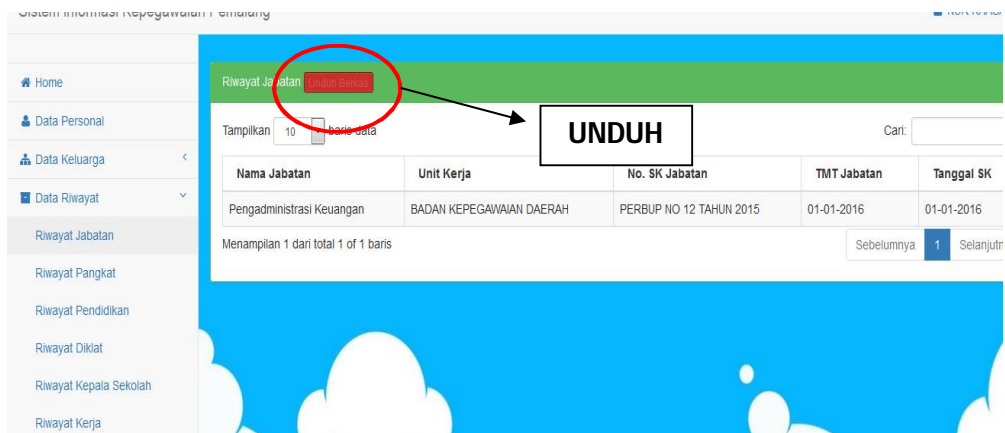 Sistem Informasi Kepegawaian Pemalang
Home
Data Personal
Data Keluarga
Data Riwayat
Riwayat Jabatan
Riwayat Pangkat
Riwayat Pendidikan
Riwayat Diklat
Riwayat Kepala Sekolah
Riwayat Kerja
Riwayat Jabatan Unduh Berkas
UNDUH
Tampilkan 10 baris data
Cari:
Nama Jabatan Unit Kerja No. SK Jabatan TMT Jabatan Tanggal SK
Pengadministrasi Keuangan BADAN KEPEGAWAIAN DAERAH PERBUP NO 12 TAHUN 2015 01-01-2016 01-01-2016
Menampilan 1 dari total 1 of 1 baris
Sebelumnya 1 Selanjutn